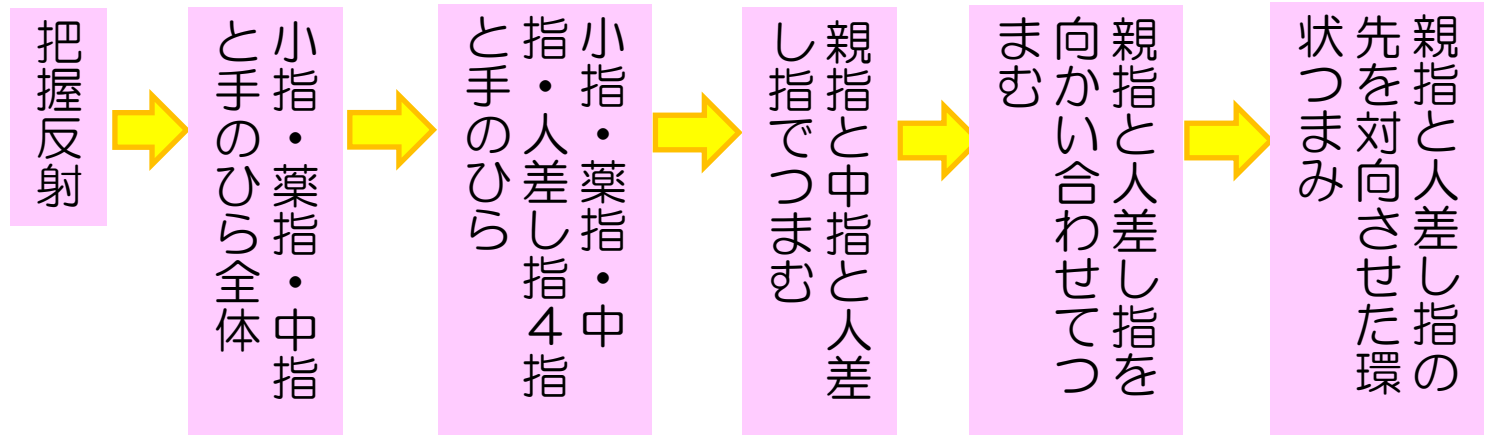 把握反射
小指・薬指・中指
と手のひら全体
小指・薬指・中
指・人差し指４指
と手のひら
親指と中指と人差
し指でつまむ
親指と人差し指を
向かい合わせてつ
まむ
親指と人差し指の
先を対向させた環
状つまみ